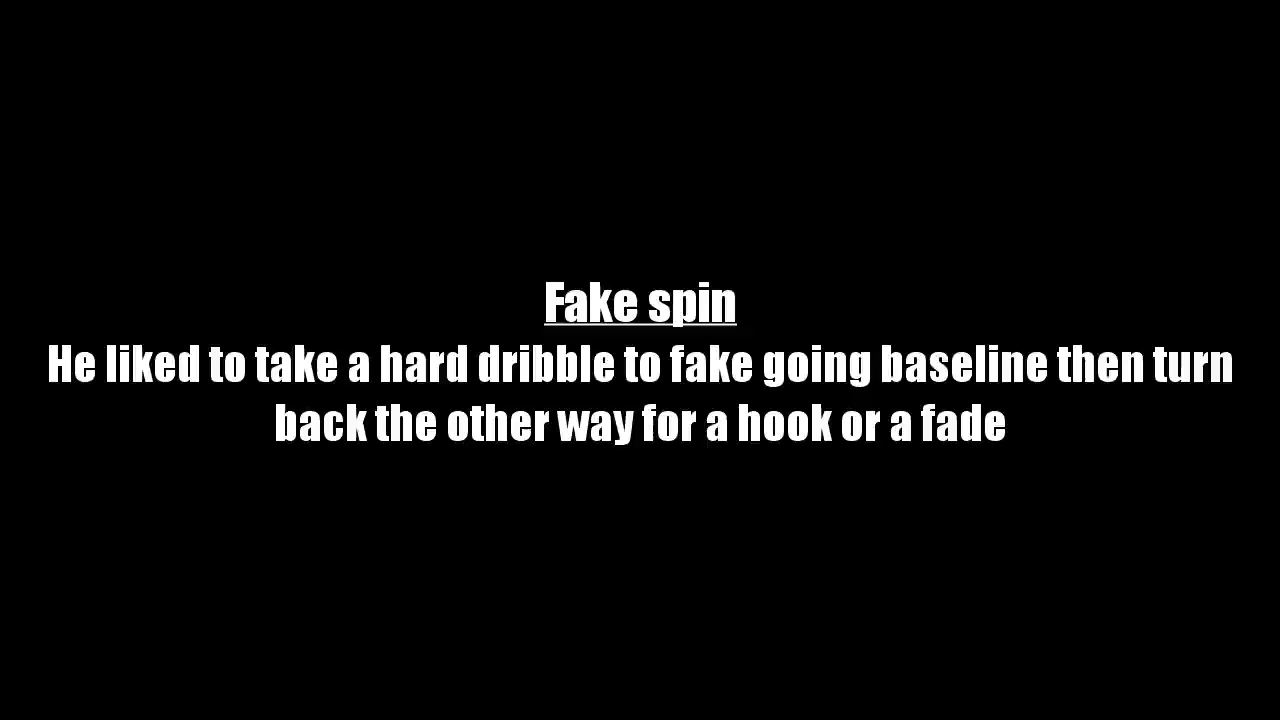 Fake spin
He liked to take a hard dribble to fake going baseline then turn
back the other way for a hook or a fade